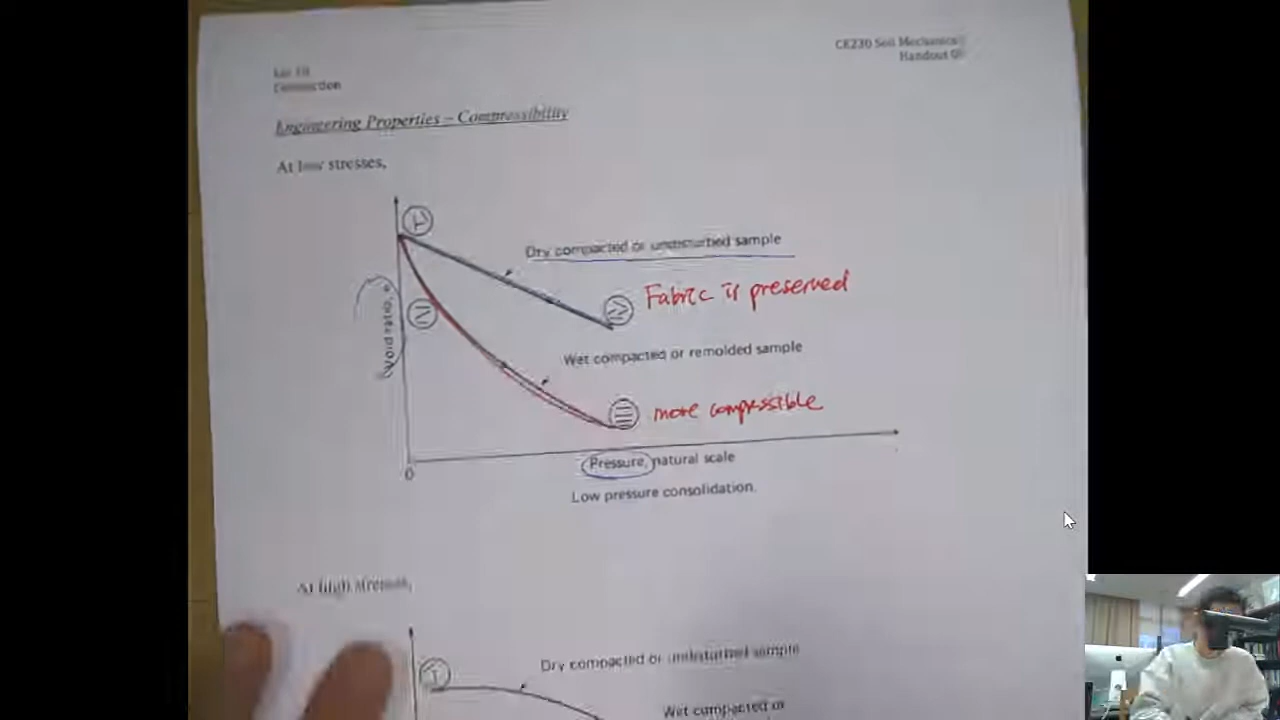 CE230 Soil Mechanics
Handout
Engineering Properties – Compressibility
At low stresses,
Dry compacted or undisturbed sample
Fabric is preserved
Void ratio, e
Wet compacted or remolded sample
more compressible
0
Pressure, natural scale
Low pressure consolidation.
At high stresses,
Dry compacted or undisturbed sample
Wet compacted or